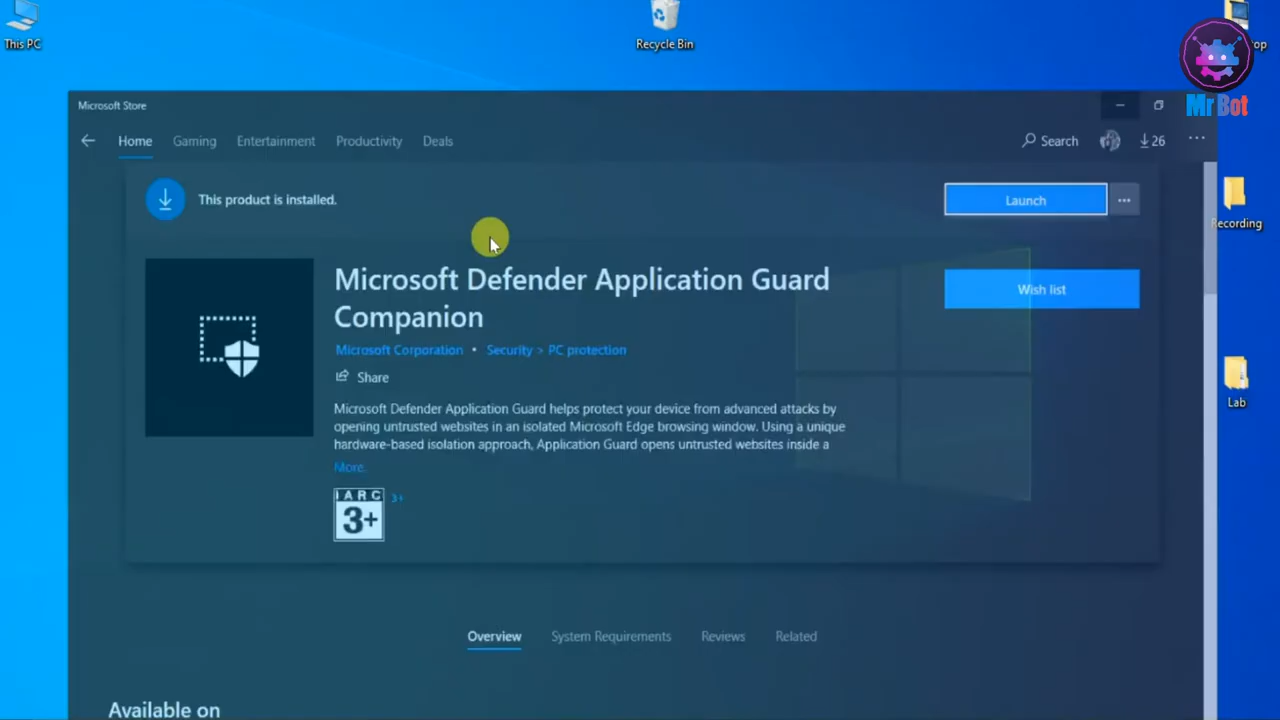 This PC
Recycle Bin
Mr Bot
Microsoft Store
Home
Gaming
Entertainment
Productivity
Deals
Search
26
This product is installed.
Launch
Microsoft Defender Application Guard
Companion
Wish list
Microsoft Corporation • Security > PC protection
Share
Microsoft Defender Application Guard helps protect your device from advanced attacks by
opening untrusted websites in an isolated Microsoft Edge browsing window. Using a unique
hardware-based isolation approach, Application Guard opens untrusted websites inside a
More
IARC
3+
3+
Recording
Lab
Overview
System Requirements
Reviews
Related
Available on